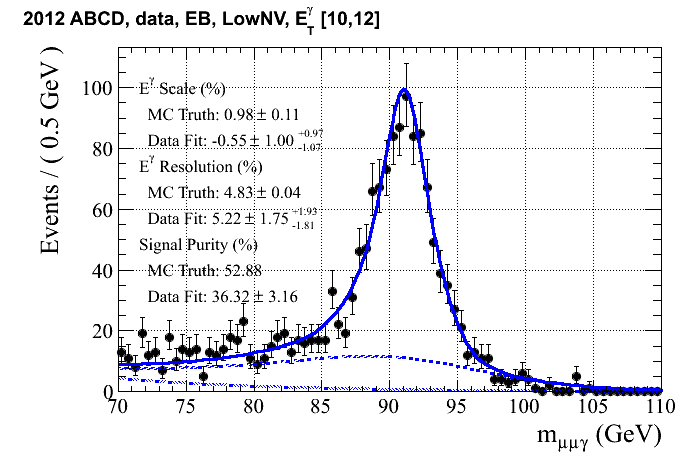 2012 ABCD, data, EB, LowNV, E_T^γ [10,12]
Events / ( 0.5 GeV )
100
80
60
40
20
0
E^γ Scale (%)
MC Truth: 0.98 ± 0.11
Data Fit: -0.55 ± 1.00 +0.97 -1.07
E^γ Resolution (%)
MC Truth: 4.83 ± 0.04
Data Fit: 5.22 ± 1.75 +1.93 -1.81
Signal Purity (%)
MC Truth: 52.88
Data Fit: 36.32 ± 3.16
70 75 80 85 90 95 100 105 110
m_μμγ (GeV)